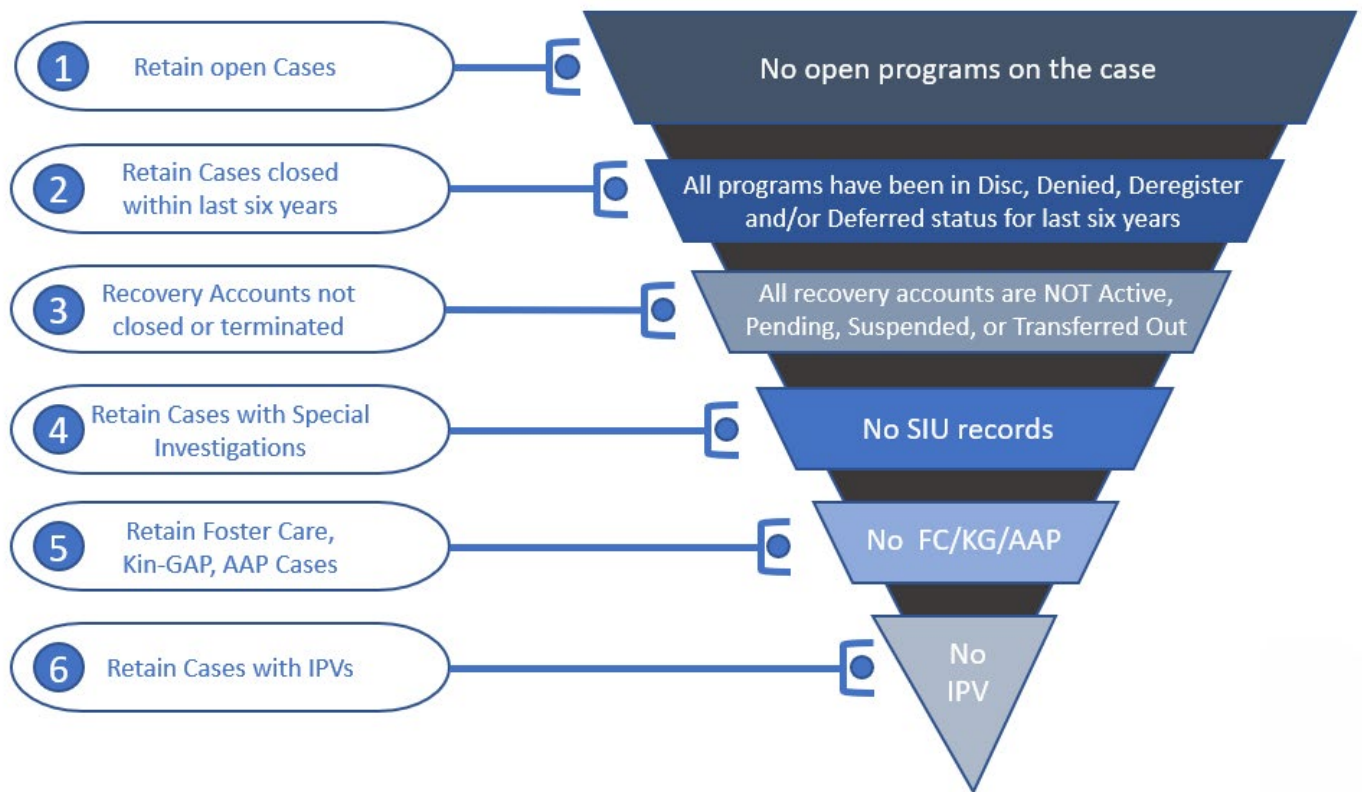 1
Retain open Cases
No open programs on the case
2
Retain Cases closed
within last six years
All programs have been in Disc, Denied, Deregister
and/or Deferred status for last six years
3
Recovery Accounts not
closed or terminated
All recovery accounts are NOT Active,
Pending, Suspended, or Transferred Out
4
Retain Cases with Special
Investigations
No SIU records
5
Retain Foster Care,
Kin-GAP, AAP Cases
No FC/KG/AAP
6
Retain Cases with IPVs
No
IPV